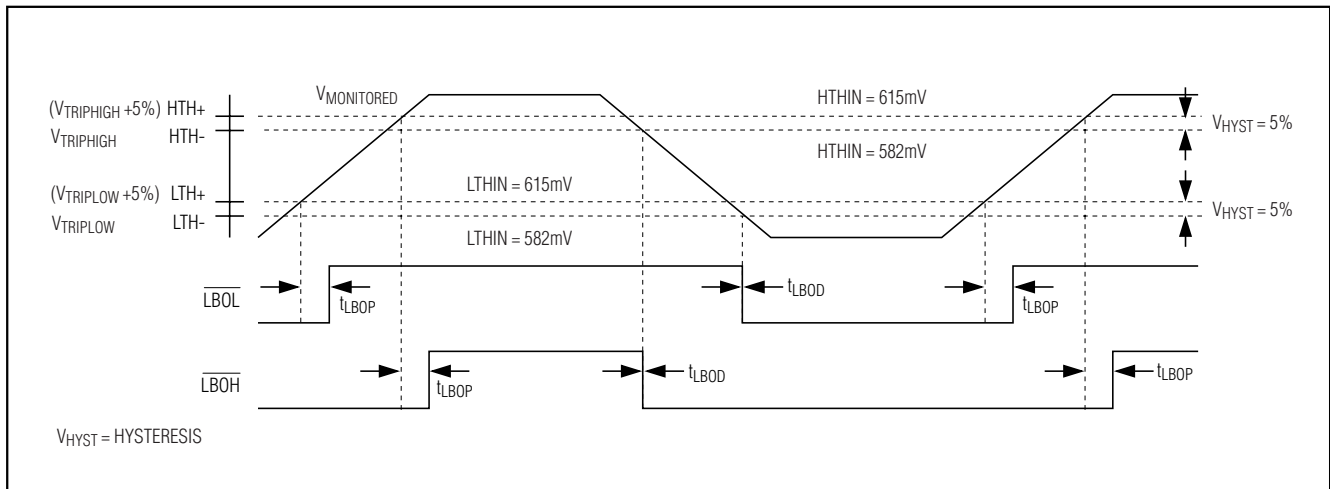 (VTRIPHIGH +5%) HTH+
VTRIPHIGH HTH-
(VTRIPLOW +5%) LTH+
VTRIPLOW LTH-
VMONITORED
HTHIN = 615mV
HTHIN = 582mV
LTHIN = 615mV
LTHIN = 582mV
VHYST = 5%
VHYST = 5%
LBOL
tLBOP
tLBOD
tLBOP
LBOH
tLBOP
tLBOD
tLBOP
VHYST = HYSTERESIS